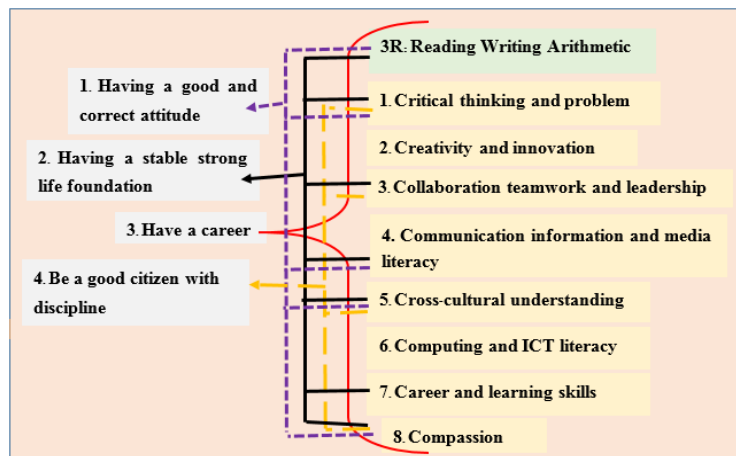 1. Having a good and
correct attitude
2. Having a stable strong
life foundation
3. Have a career
4. Be a good citizen with
discipline
3R: Reading Writing Arithmetic
1. Critical thinking and problem
2. Creativity and innovation
3. Collaboration teamwork and leadership
4. Communication information and media
literacy
5. Cross-cultural understanding
6. Computing and ICT literacy
7. Career and learning skills
8. Compassion